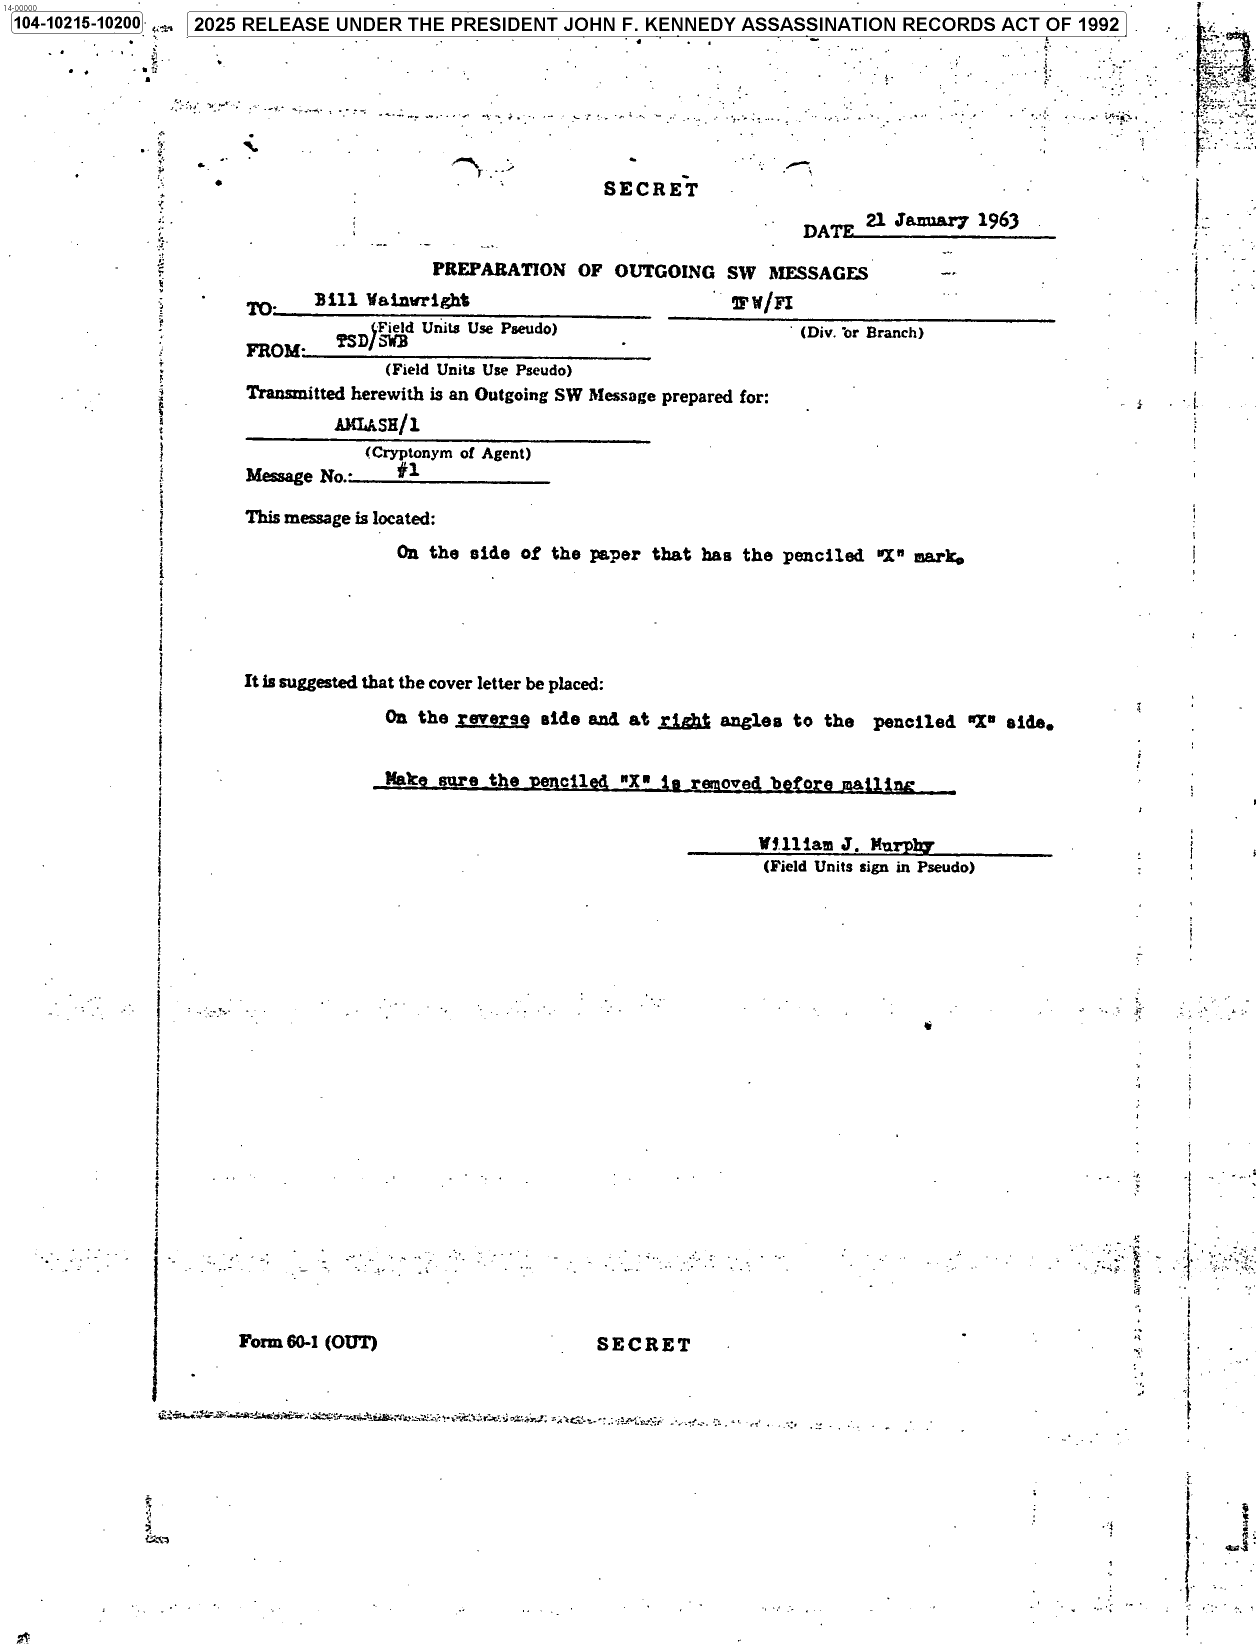 14-00000
104-10215-10200
2025 RELEASE UNDER THE PRESIDENT JOHN F. KENNEDY ASSASSINATION RECORDS ACT OF 1992
SECRET
DATE 21 January 1963
PREPARATION OF OUTGOING SW MESSAGES
TO: Bill Wainwright TFW/FI
(Field Units Use Pseudo) (Div. or Branch)
FROM: TSD/SWB
(Field Units Use Pseudo)
Transmitted herewith is an Outgoing SW Message prepared for:
AMLASH/1
(Cryptonym of Agent)
Message No.: #1
This message is located:
On the side of the paper that has the penciled "X" mark.
It is suggested that the cover letter be placed:
On the reverse side and at right angles to the penciled "X" side.
Make sure the penciled "X" is removed before mailing
William J. Murphy
(Field Units sign in Pseudo)
Form 60-1 (OUT) SECRET